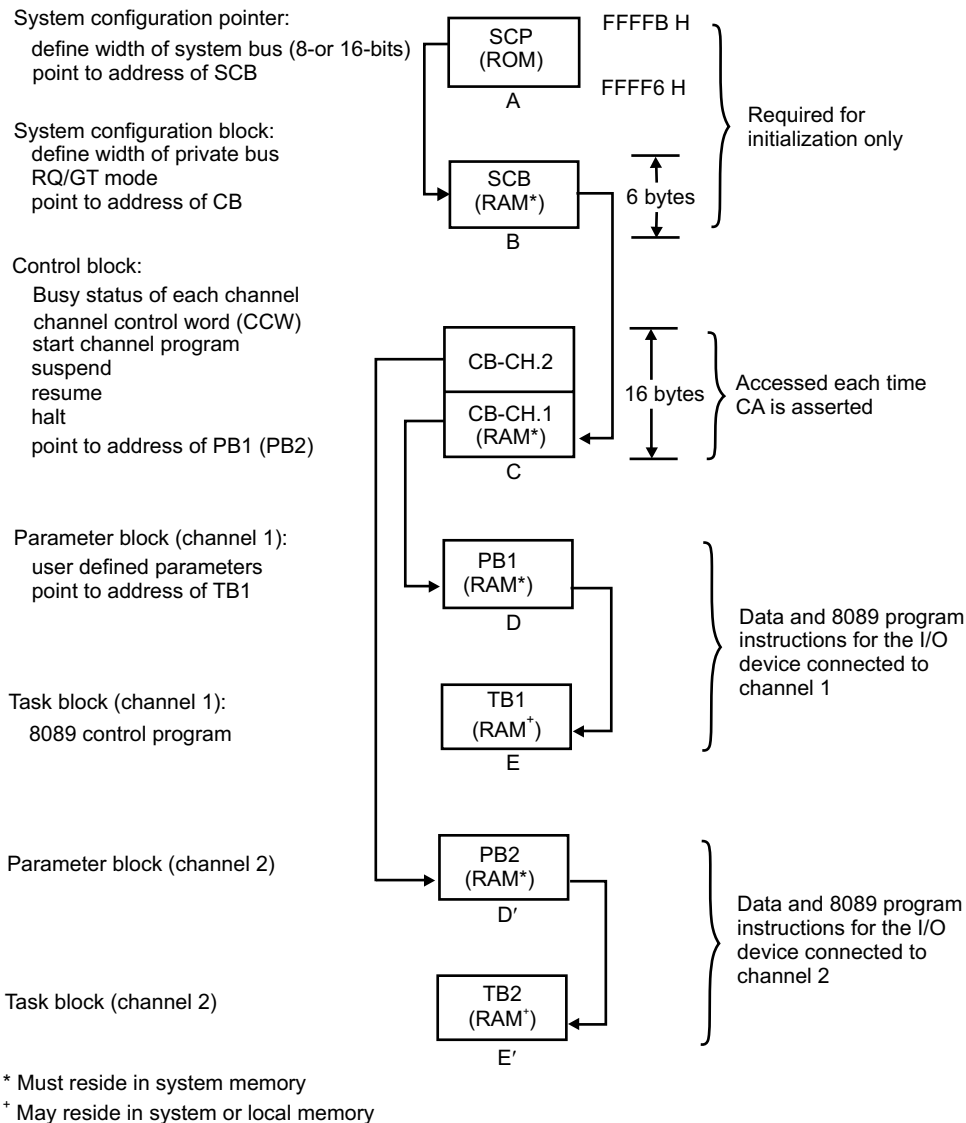 System configuration pointer:
define width of system bus (8-or 16-bits)
point to address of SCB
SCP
(ROM)
A
FFFFB H
FFFF6 H
Required for
initialization only
System configuration block:
define width of private bus
RQ/GT mode
point to address of CB
SCB
(RAM*)
B
6 bytes
Control block:
Busy status of each channel
channel control word (CCW)
start channel program
suspend
resume
halt
point to address of PB1 (PB2)
CB-CH.2
CB-CH.1
(RAM*)
C
16 bytes
Accessed each time
CA is asserted
Parameter block (channel 1):
user defined parameters
point to address of TB1
PB1
(RAM*)
D
Task block (channel 1):
8089 control program
TB1
(RAM+)
E
Data and 8089 program
instructions for the I/O
device connected to
channel 1
Parameter block (channel 2)
PB2
(RAM*)
D′
Task block (channel 2)
TB2
(RAM+)
E′
Data and 8089 program
instructions for the I/O
device connected to
channel 2
* Must reside in system memory
+ May reside in system or local memory